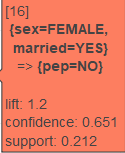 [16]
{sex=FEMALE,
married=YES}
=> {pep=NO}
lift: 1.2
confidence: 0.651
support: 0.212